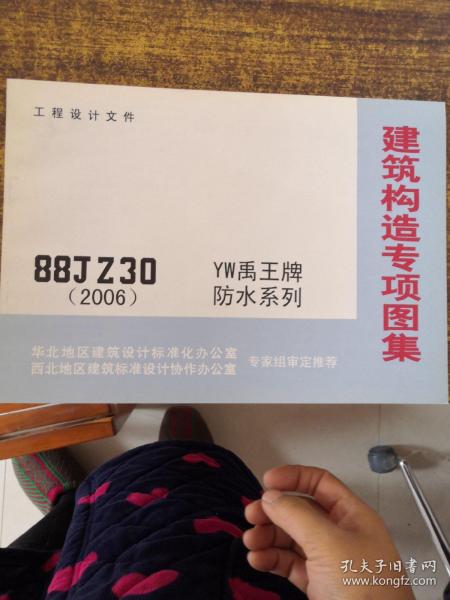 工程设计文件
建筑构造专项图集
88JZ30
(2006)
YW禹王牌
防水系列
华北地区建筑设计标准化办公室
西北地区建筑标准设计协作办公室
专家组审定推荐
孔夫子旧书网
www.kongfz.com